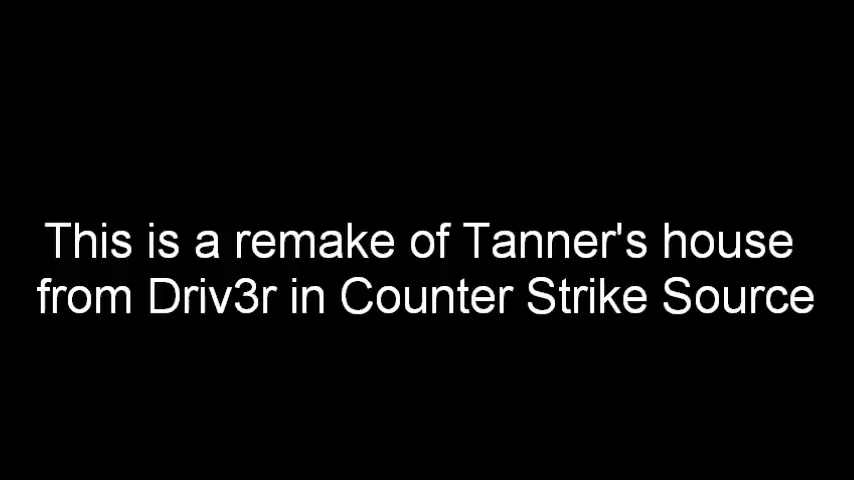 This is a remake of Tanner's house
from Driv3r in Counter Strike Source